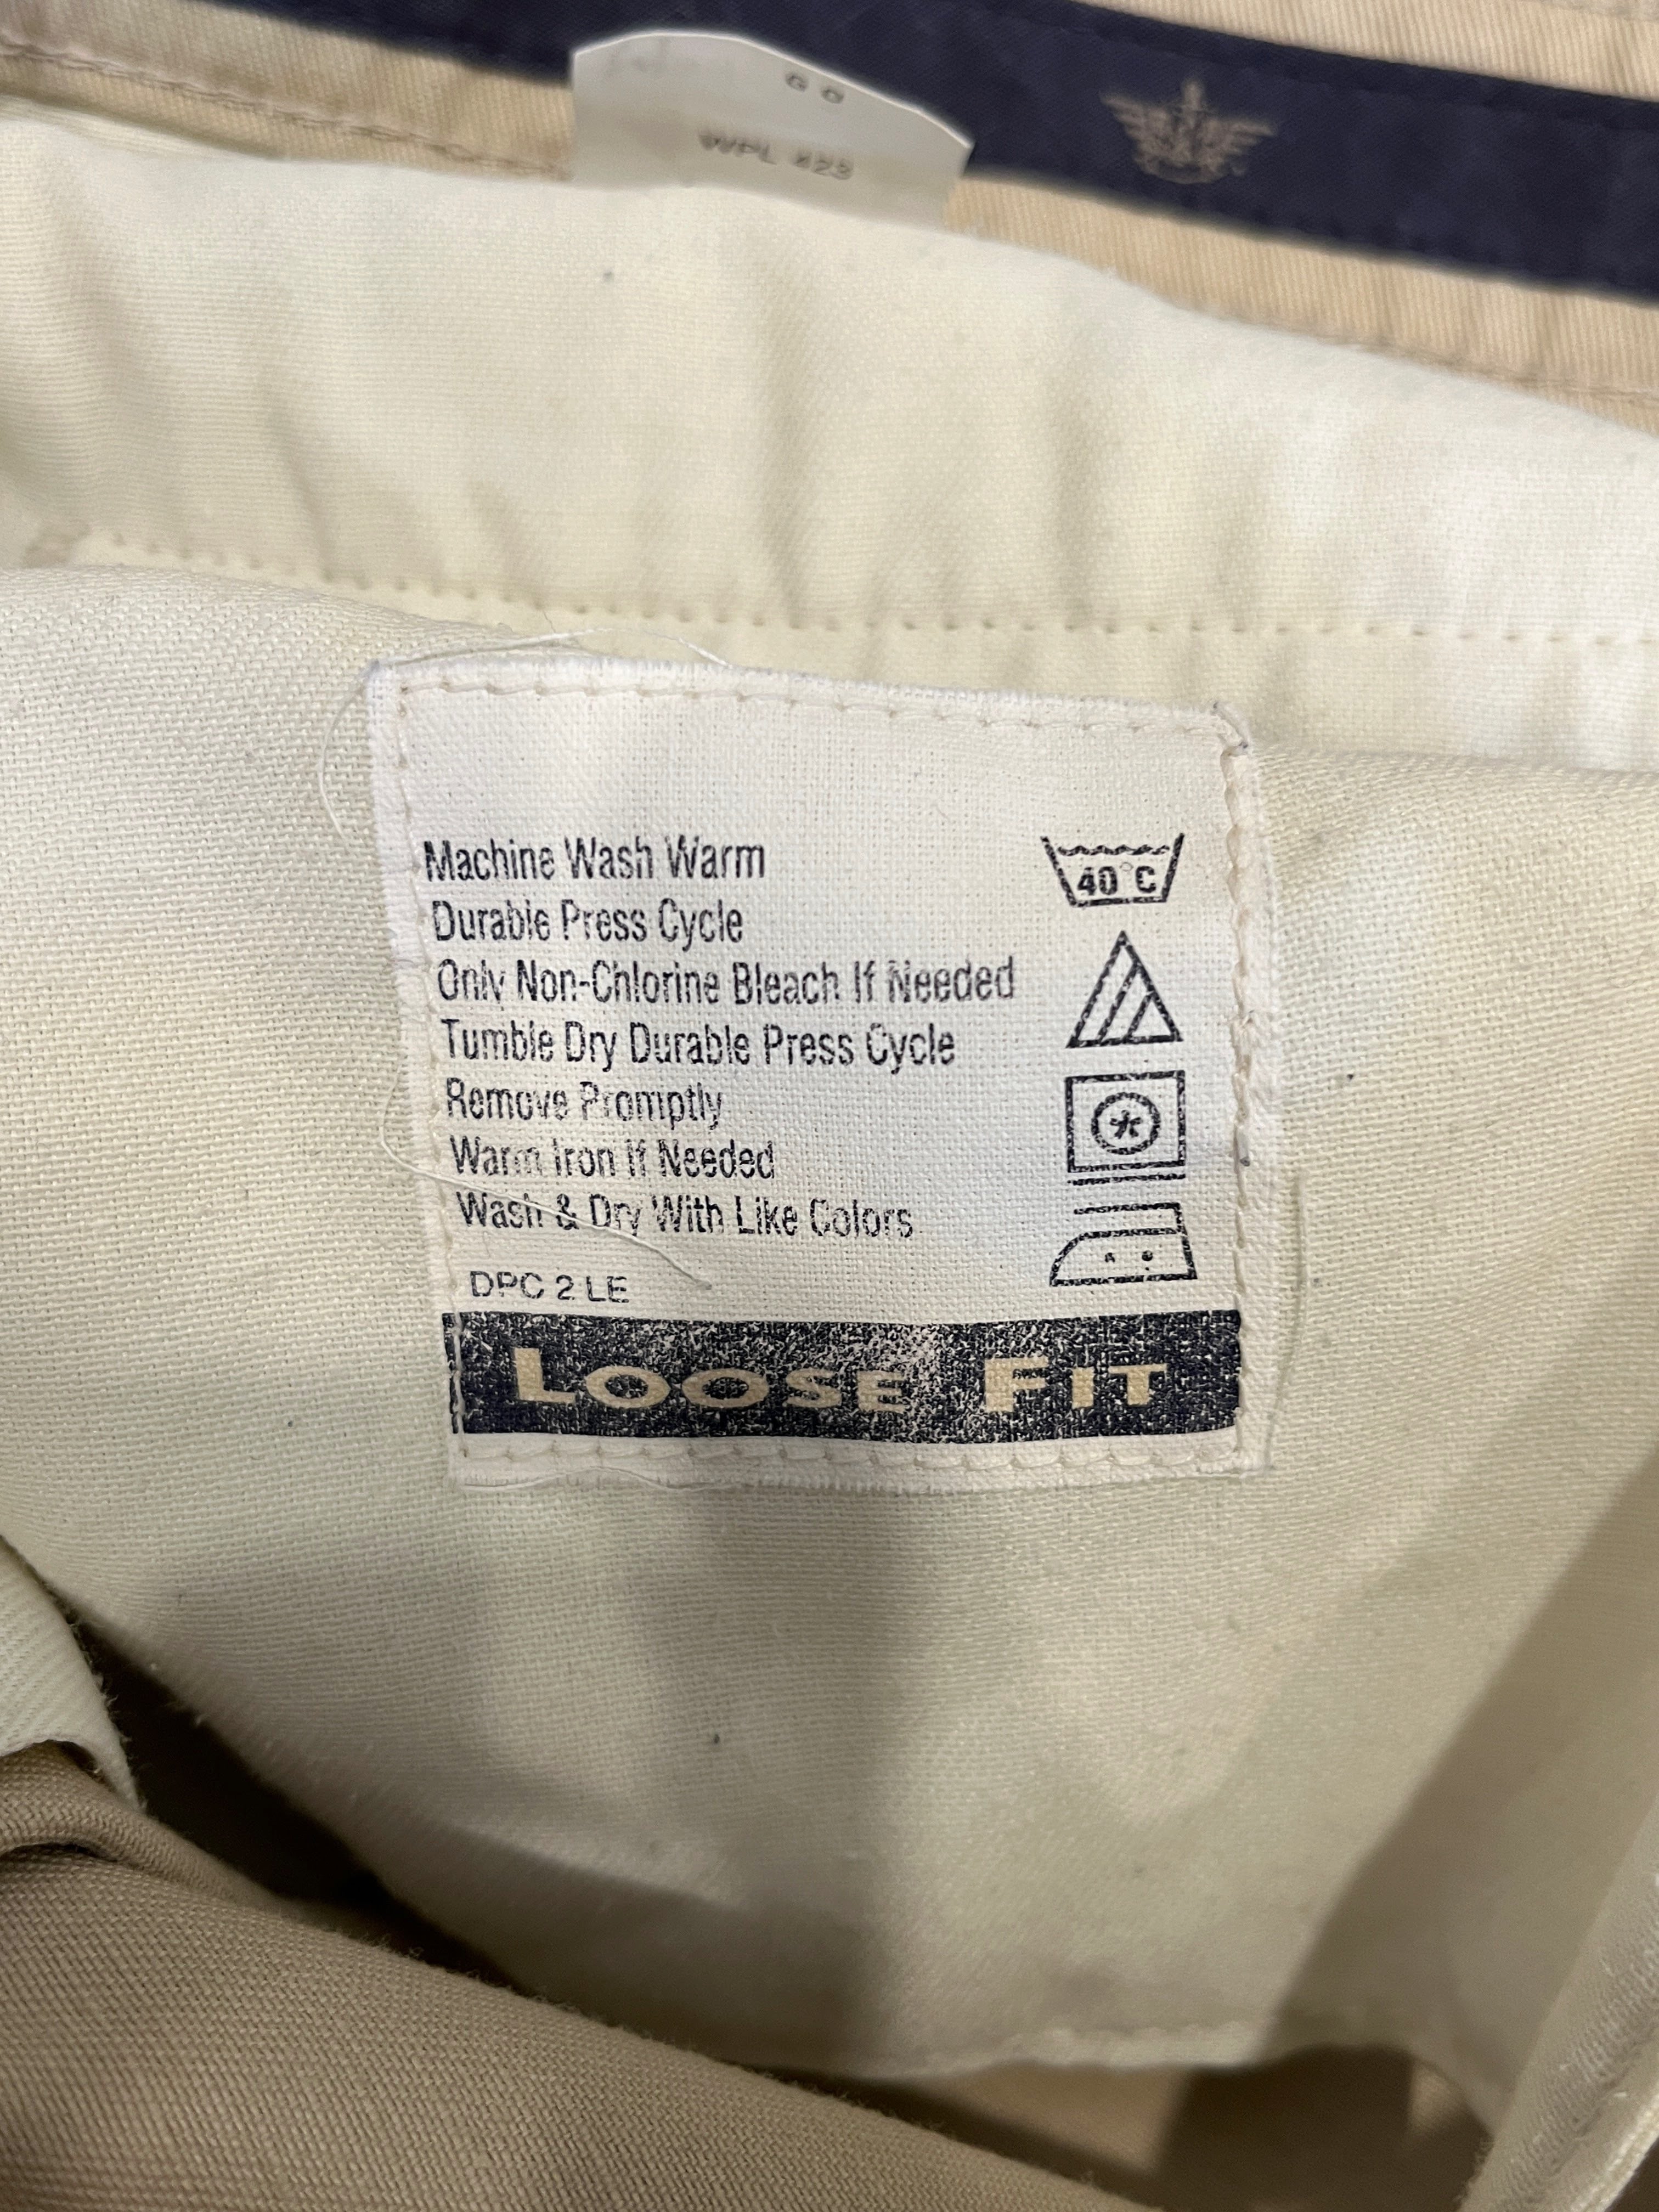 WPL 423
Machine Wash Warm
40°C
Durable Press Cycle
Only Non-Chlorine Bleach If Needed
Tumble Dry Durable Press Cycle
Remove Promptly
Warm Iron If Needed
Wash & Dry With Like Colors
DPC 2 LE
LOOSE FIT